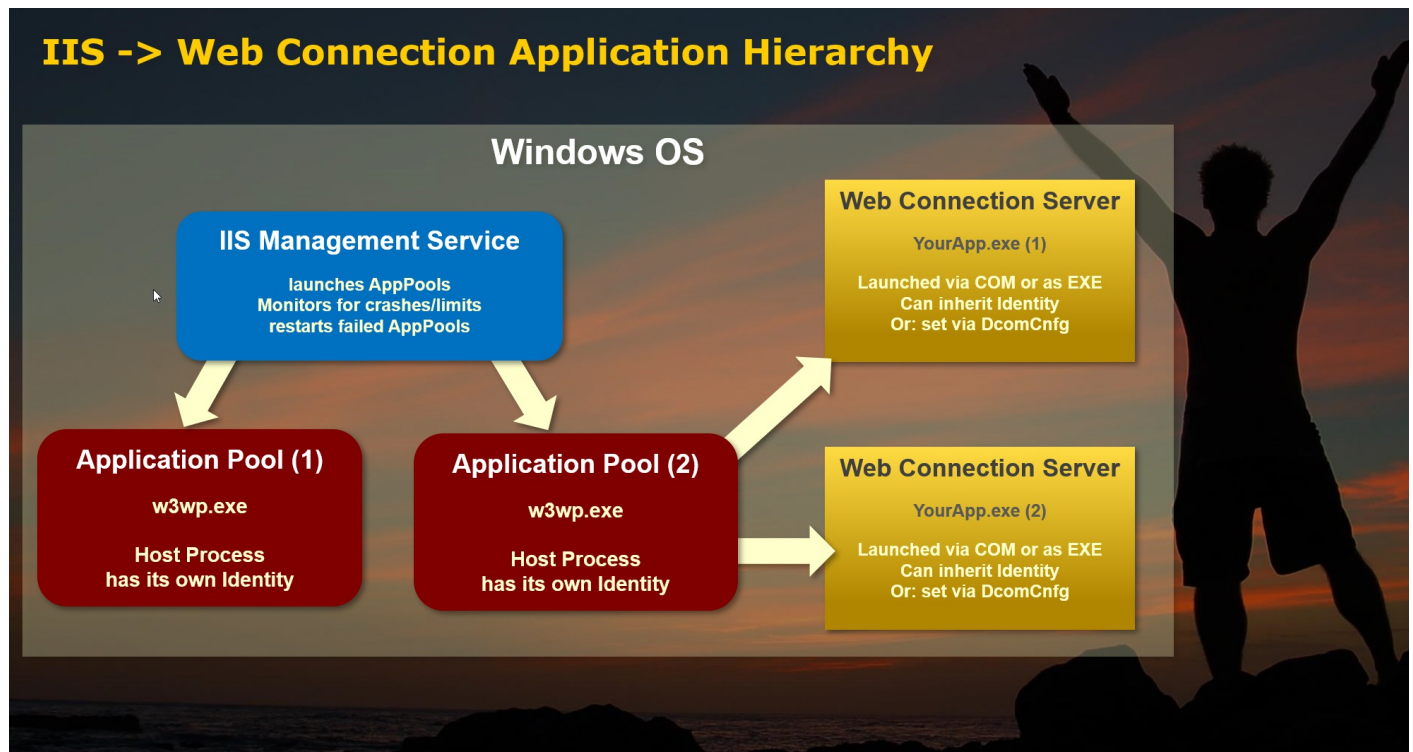 IIS -> Web Connection Application Hierarchy
Windows OS
IIS Management Service
launches AppPools
Monitors for crashes/limits
restarts failed AppPools
Web Connection Server
YourApp.exe (1)
Launched via COM or as EXE
Can inherit Identity
Or: set via DcomCnfg
Application Pool (1)
w3wp.exe
Host Process
has its own Identity
Application Pool (2)
w3wp.exe
Host Process
has its own Identity
Web Connection Server
YourApp.exe (2)
Launched via COM or as EXE
Can inherit Identity
Or: set via DcomCnfg